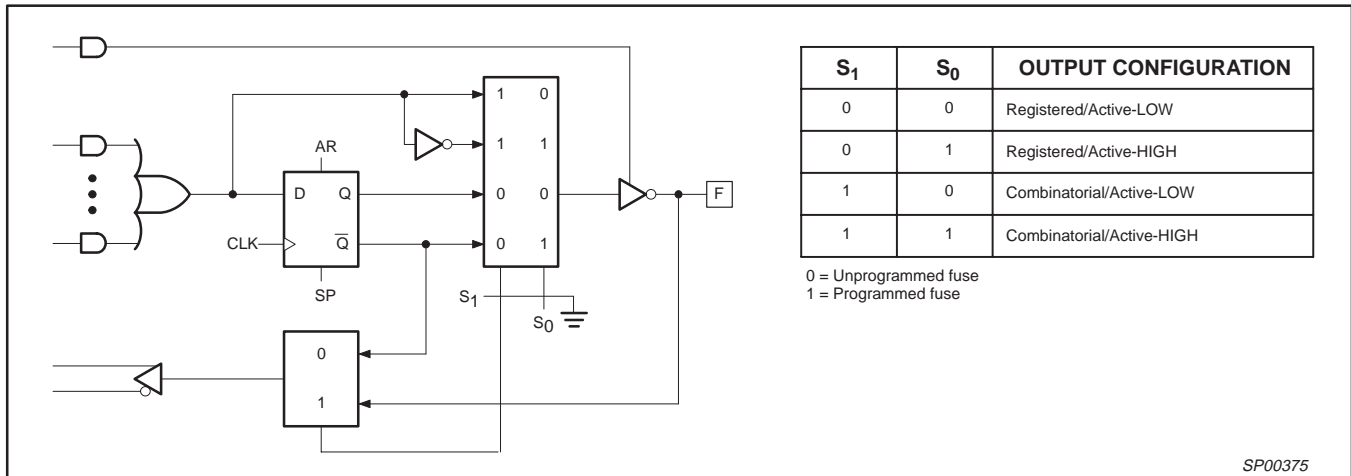 AR
D Q
CLK
Q̅
SP
1 0
1 1
0 0
0 1
F
S₁
S₀
0
1
S₁ S₀ OUTPUT CONFIGURATION
0 0 Registered/Active-LOW
0 1 Registered/Active-HIGH
1 0 Combinatorial/Active-LOW
1 1 Combinatorial/Active-HIGH
0 = Unprogrammed fuse
1 = Programmed fuse
SP00375